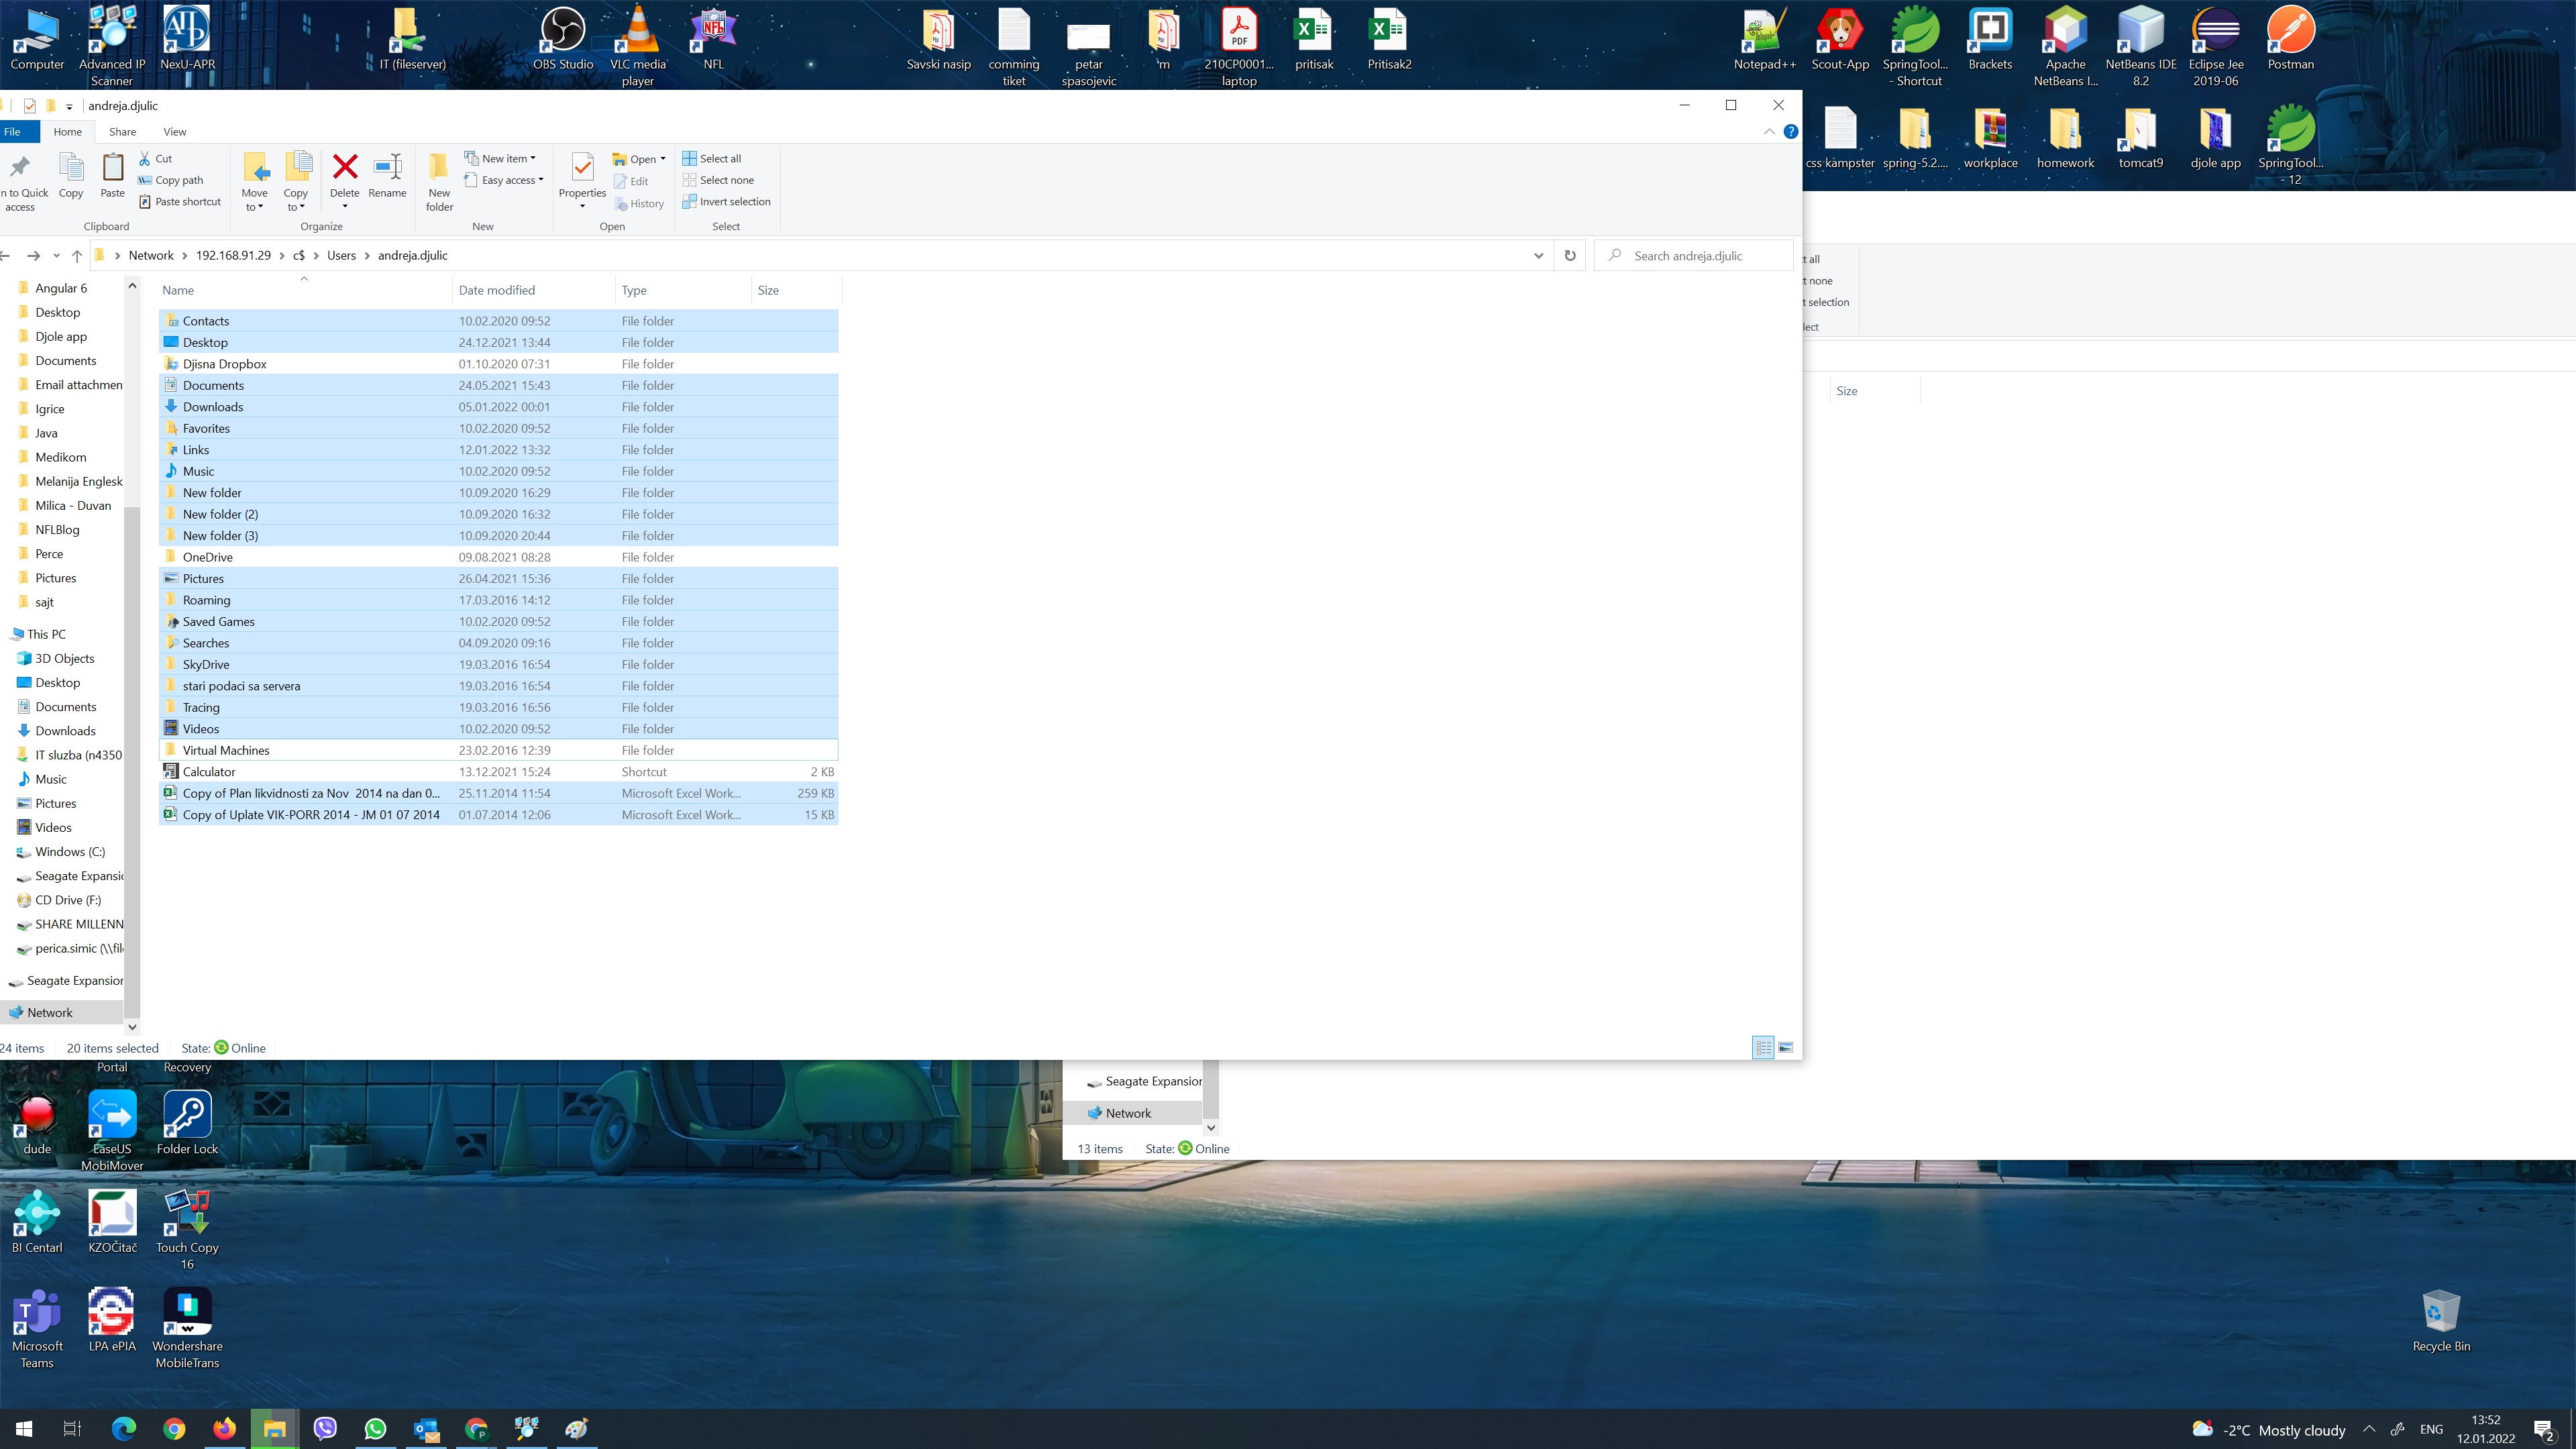 Computer
Advanced IP
Scanner
NexU-APR
IT (fileserver)
OBS Studio
VLC media
player
NFL
Savski nasip
comming
tiket
petar
spasojevic
m
210CP0001...
laptop
pritisak
Pritisak2
Notepad++
Scout-App
SpringTool...
- Shortcut
Brackets
Apache
NetBeans I...
NetBeans IDE
8.2
Eclipse Jee
2019-06
Postman
css kampster
spring-5.2....
workplace
homework
tomcat9
djole app
SpringTool...
- 12
andreja.djulic
File Home Share View
n to Quick
access
Copy
Paste
Cut
Copy path
Paste shortcut
Clipboard
Move
to
Copy
to
Delete
Rename
Organize
New
folder
New item
Easy access
New
Properties
Open
Edit
History
Open
Select all
Select none
Invert selection
Select
Network 192.168.91.29 c$ Users andreja.djulic
Search andreja.djulic
Angular 6
Desktop
Djole app
Documents
Email attachmen
Igrice
Java
Medikom
Melanija Englesk
Milica - Duvan
NFLBlog
Perce
Pictures
sajt
This PC
3D Objects
Desktop
Documents
Downloads
IT sluzba (n4350
Music
Pictures
Videos
Windows (C:)
Seagate Expansio
CD Drive (F:)
SHARE MILLENN
perica.simic (\\file
Seagate Expansion
Network
Name Date modified Type Size
Contacts 10.02.2020 09:52 File folder
Desktop 24.12.2021 13:44 File folder
Djisna Dropbox 01.10.2020 07:31 File folder
Documents 24.05.2021 15:43 File folder
Downloads 05.01.2022 00:01 File folder
Favorites 10.02.2020 09:52 File folder
Links 12.01.2022 13:32 File folder
Music 10.02.2020 09:52 File folder
New folder 10.09.2020 16:29 File folder
New folder (2) 10.09.2020 16:32 File folder
New folder (3) 10.09.2020 20:44 File folder
OneDrive 09.08.2021 08:28 File folder
Pictures 26.04.2021 15:36 File folder
Roaming 17.03.2016 14:12 File folder
Saved Games 10.02.2020 09:52 File folder
Searches 04.09.2020 09:16 File folder
SkyDrive 19.03.2016 16:54 File folder
stari podaci sa servera 19.03.2016 16:54 File folder
Tracing 19.03.2016 16:56 File folder
Videos 10.02.2020 09:52 File folder
Virtual Machines 23.02.2016 12:39 File folder
Calculator 13.12.2021 15:24 Shortcut 2 KB
Copy of Plan likvidnosti za Nov  2014 na dan 0... 25.11.2014 11:54 Microsoft Excel Work... 259 KB
Copy of Uplate VIK-PORR 2014 - JM 01 07 2014 01.07.2014 12:06 Microsoft Excel Work... 15 KB
24 items 20 items selected State: Online
ct all
ct none
t selection
lect
Size
Seagate Expansion
Network
13 items State: Online
Portal
Recovery
dude
EaseUS
MobiMover
Folder Lock
BI Centarl
KZOČitač
Touch Copy
16
Microsoft
Teams
LPA ePIA
Wondershare
MobileTrans
Recycle Bin
-2°C Mostly cloudy
ENG
13:52
12.01.2022
2